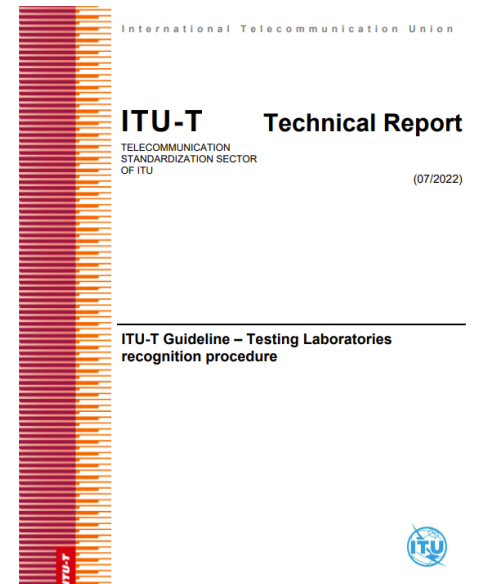 International Telecommunication Union
ITU-T
Technical Report
TELECOMMUNICATION
STANDARDIZATION SECTOR
OF ITU
(07/2022)
ITU-T Guideline – Testing Laboratories
recognition procedure
ITU-T
ITU